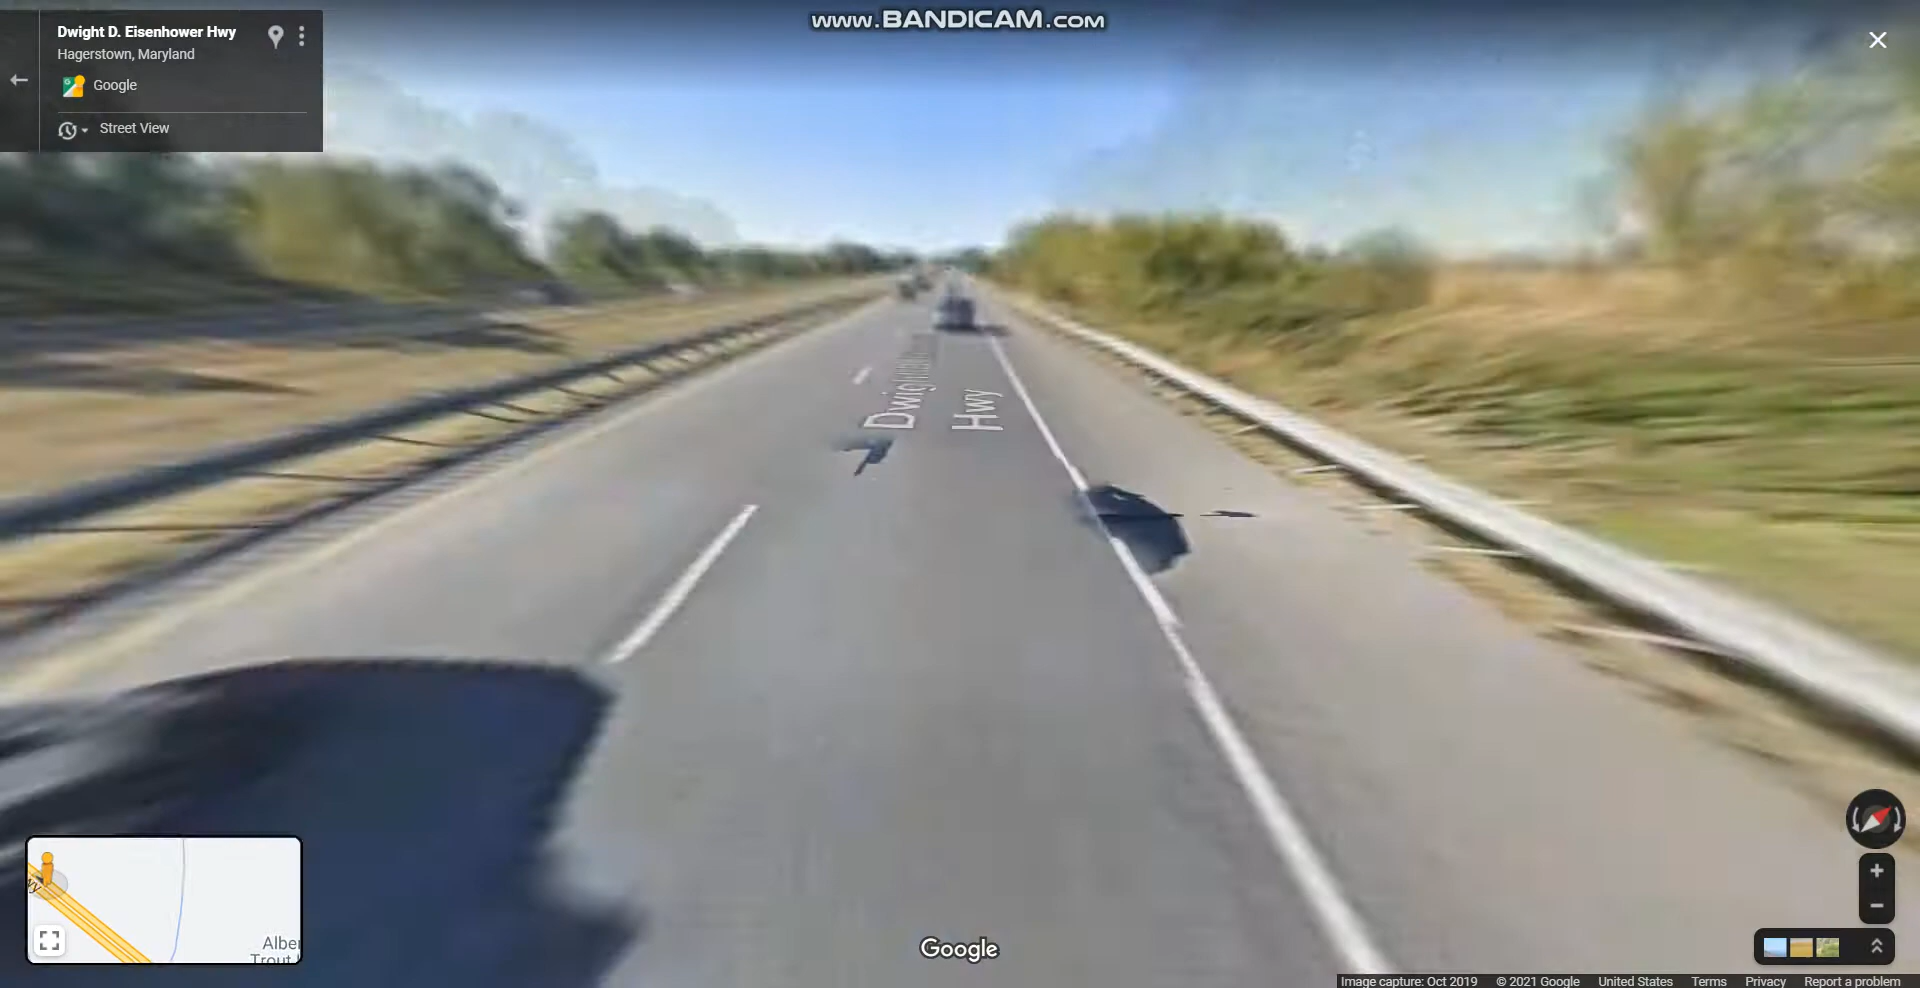 www.BANDICAM.com
Dwight D. Eisenhower Hwy
Hagerstown, Maryland
Google
Street View
Hwy
Alber
Trout
Google
Image capture: Oct 2019 © 2021 Google United States Terms Privacy Report a problem